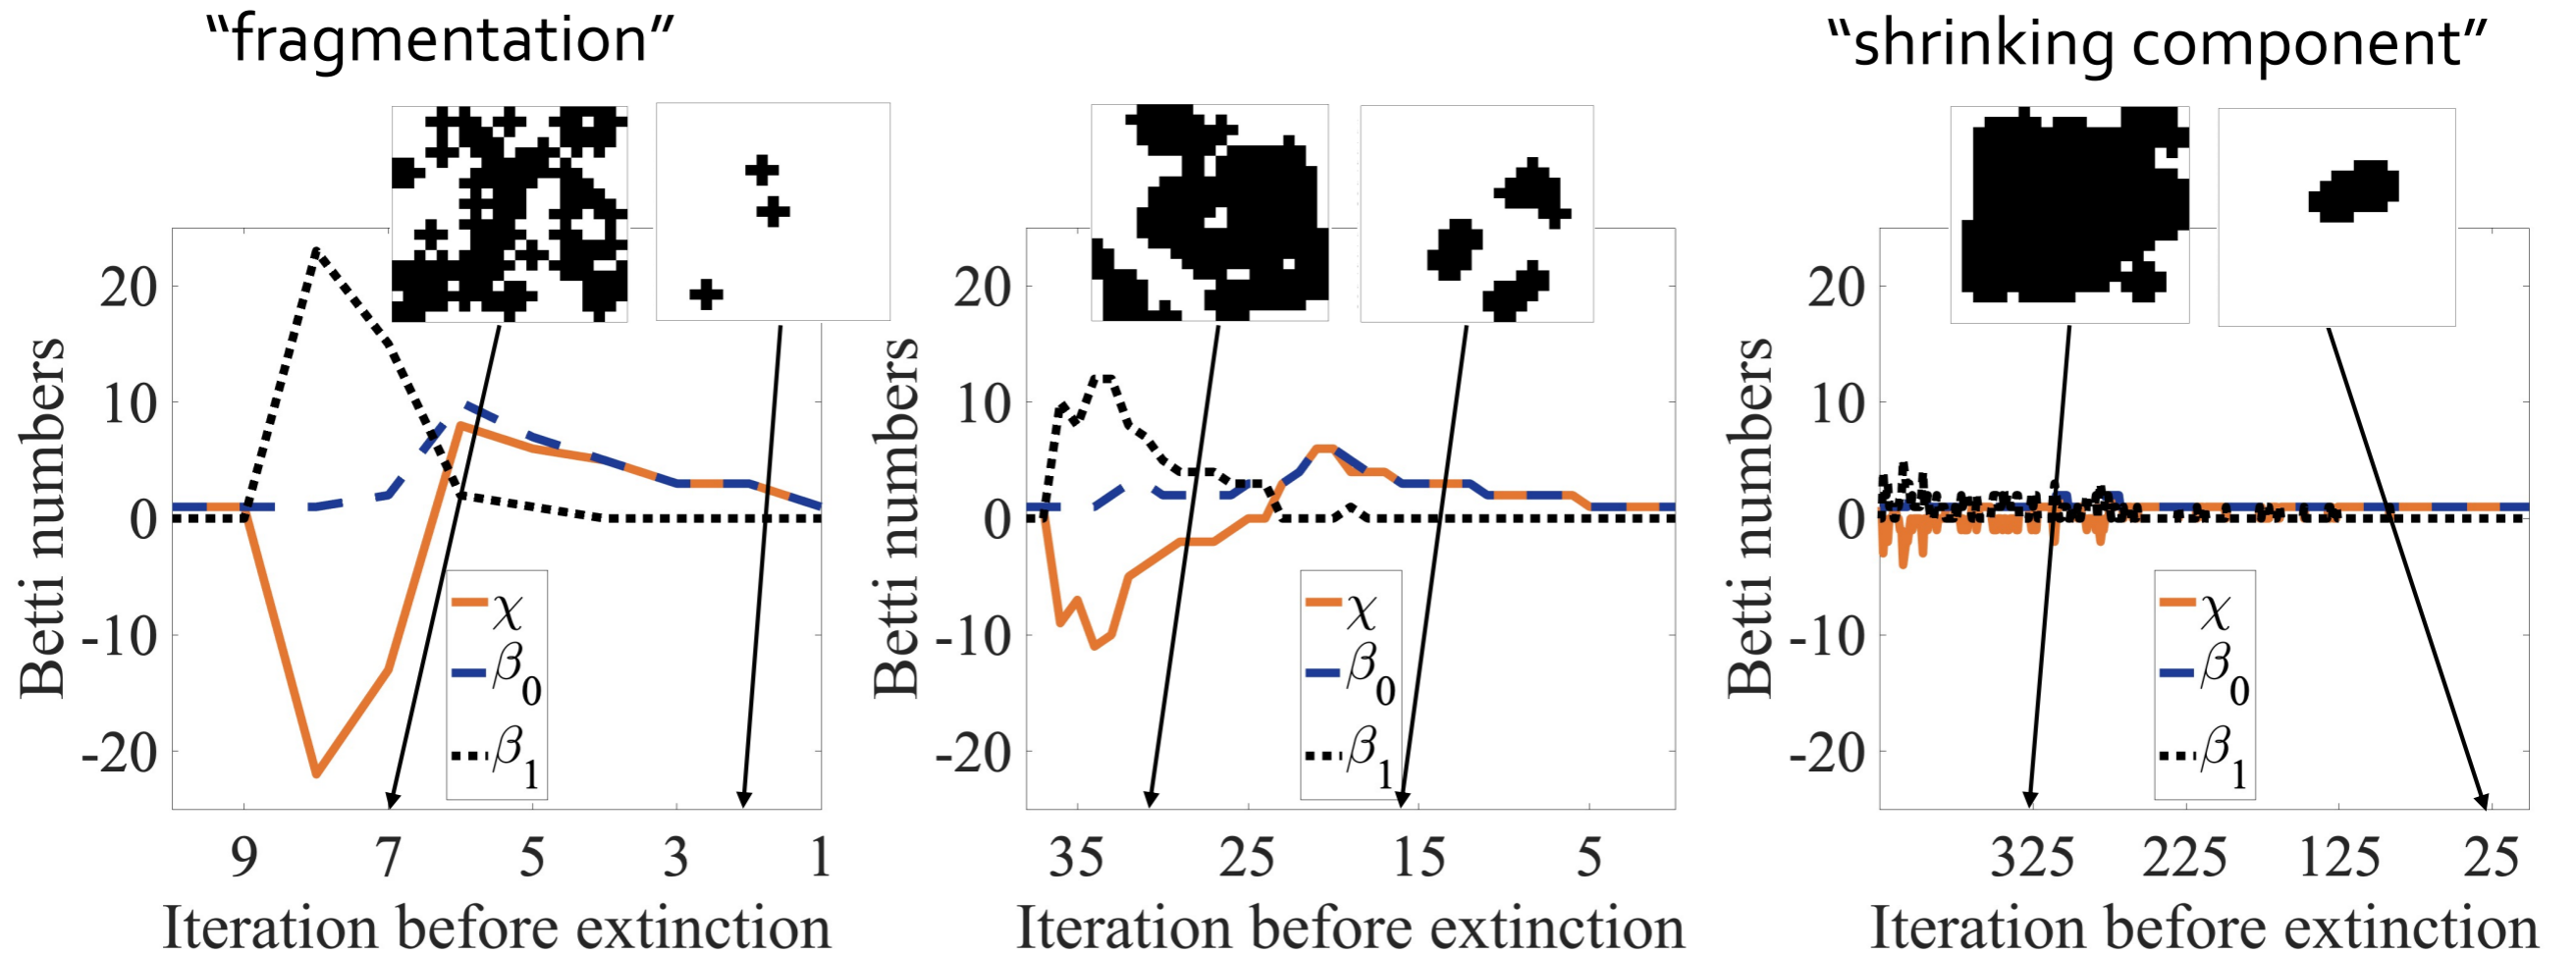 “fragmentation”
“shrinking component”
Betti numbers
20
10
0
-10
-20
χ
β0
β1
9 7 5 3 1
Iteration before extinction
Betti numbers
20
10
0
-10
-20
χ
β0
β1
35 25 15 5
Iteration before extinction
Betti numbers
20
10
0
-10
-20
χ
β0
β1
325 225 125 25
Iteration before extinction